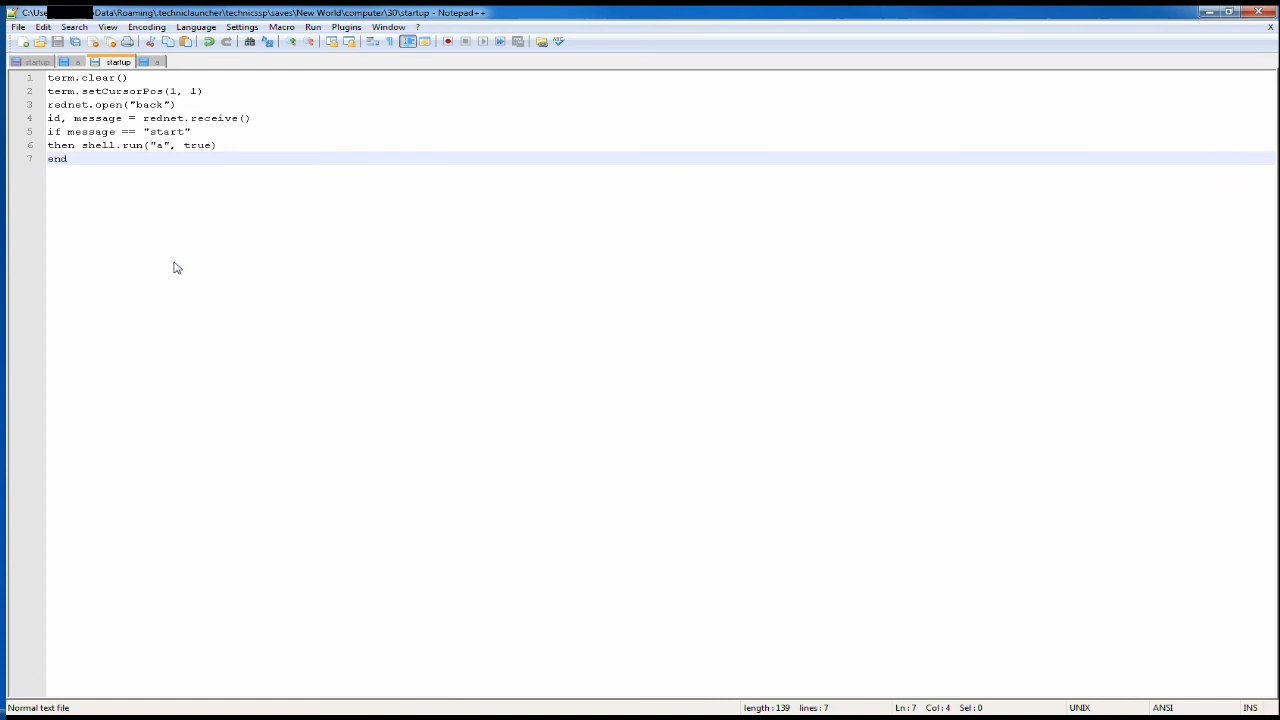 C:\Use Data\Roaming\.techniclauncher\technicssp\saves\New World\computer\30\startup - Notepad++
File Edit Search View Encoding Language Settings Macro Run Plugins Window ?
X
startup a startup a
1 term.clear()
2 term.setCursorPos(1, 1)
3 rednet.open("back")
4 id, message = rednet.receive()
5 if message == "start"
6 then shell.run("a", true)
7 end
Normal text file length : 139 lines : 7 Ln : 7 Col : 4 Sel : 0 UNIX ANSI INS